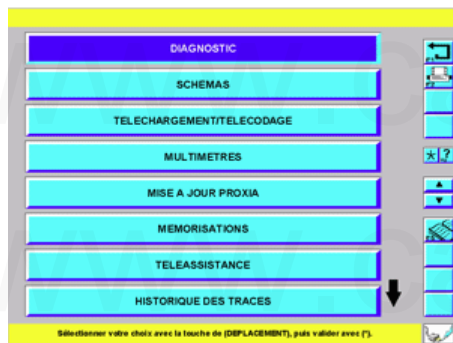 DIAGNOSTIC
SCHEMAS
TELECHARGEMENT/TELECODAGE
MULTIMETRES
* ?
MISE A JOUR PROXIA
MEMORISATIONS
TELEASSISTANCE
HISTORIQUE DES TRACES
Sélectionner votre choix avec la touche de (DEPLACEMENT), puis valider avec (*).